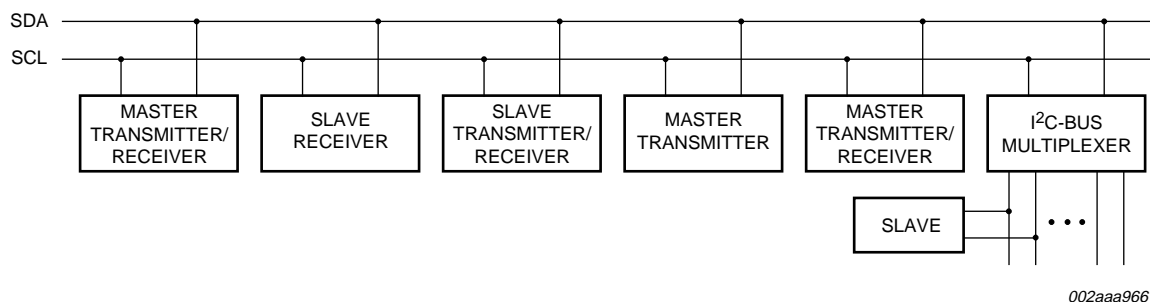 SDA
SCL
MASTER
TRANSMITTER/
RECEIVER
SLAVE
RECEIVER
SLAVE
TRANSMITTER/
RECEIVER
MASTER
TRANSMITTER
MASTER
TRANSMITTER/
RECEIVER
I²C-BUS
MULTIPLEXER
SLAVE
002aaa966